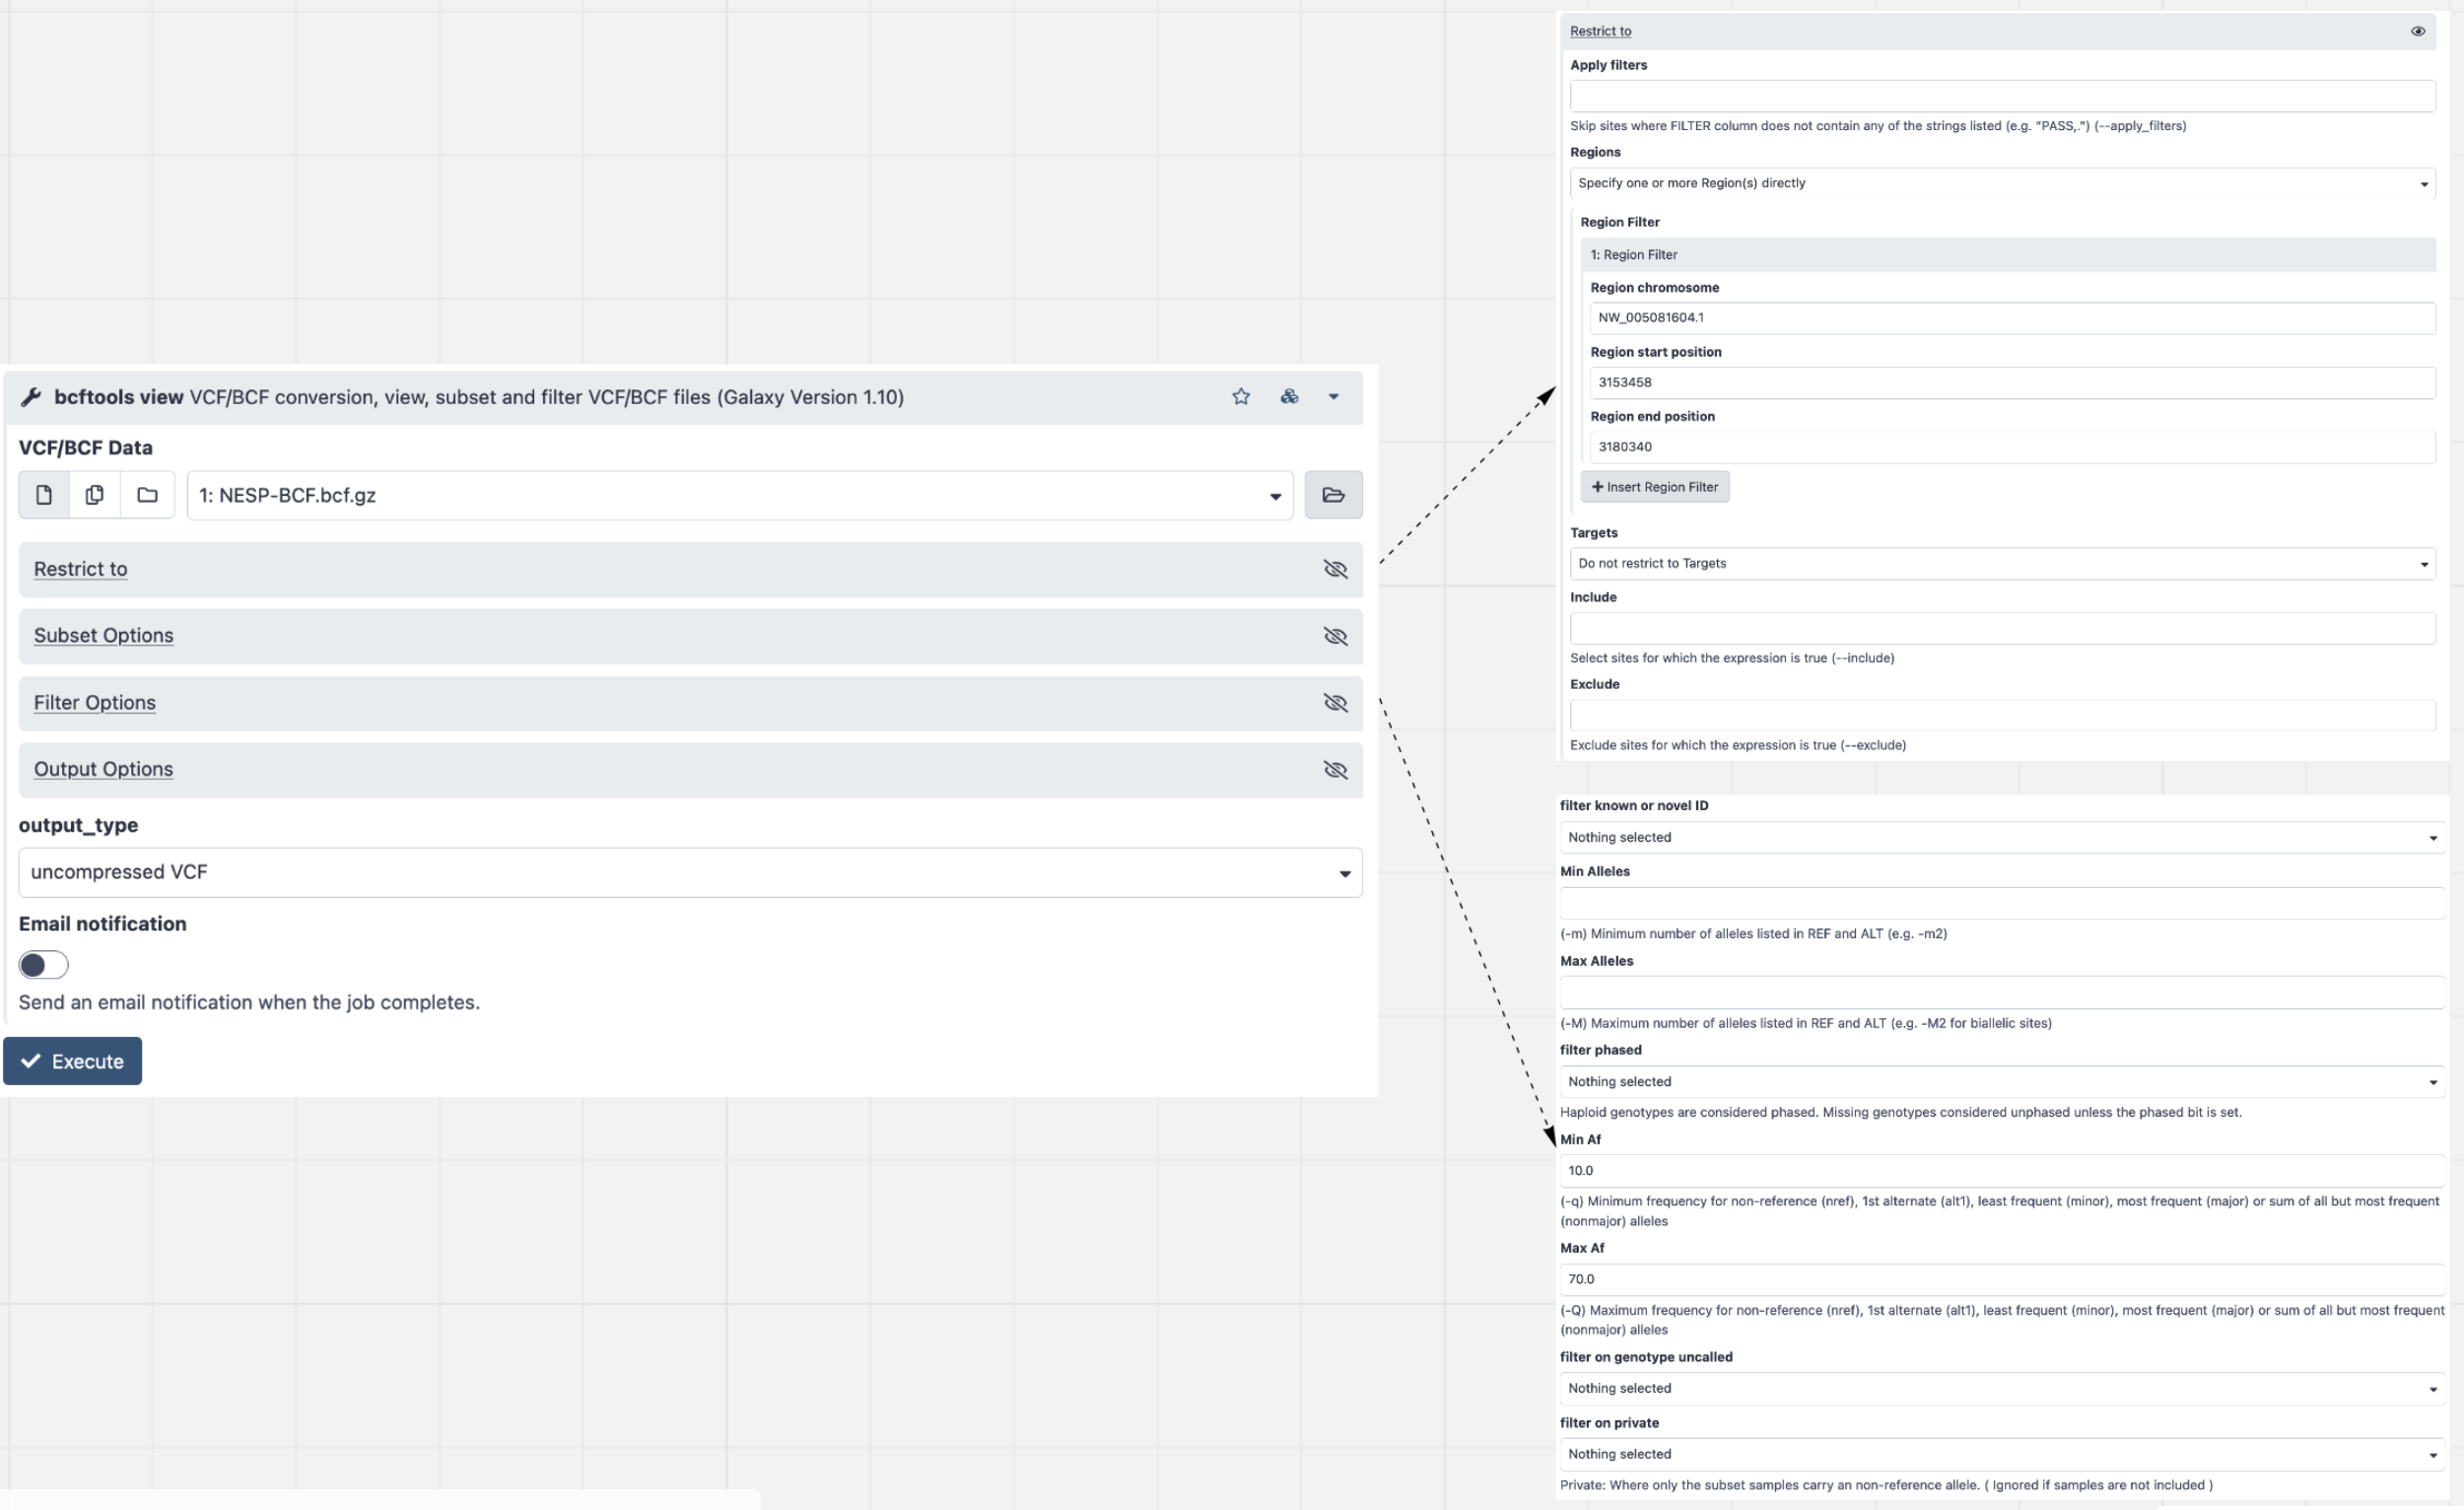 bcftools view VCF/BCF conversion, view, subset and filter VCF/BCF files (Galaxy Version 1.10)
VCF/BCF Data
1: NESP-BCF.bcf.gz
Restrict to
Subset Options
Filter Options
Output Options
output_type
uncompressed VCF
Email notification
Send an email notification when the job completes.
Execute
Restrict to
Apply filters
Skip sites where FILTER column does not contain any of the strings listed (e.g. "PASS,.") (--apply_filters)
Regions
Specify one or more Region(s) directly
Region Filter
1: Region Filter
Region chromosome
NW_005081604.1
Region start position
3153458
Region end position
3180340
+ Insert Region Filter
Targets
Do not restrict to Targets
Include
Select sites for which the expression is true (--include)
Exclude
Exclude sites for which the expression is true (--exclude)
filter known or novel ID
Nothing selected
Min Alleles
(-m) Minimum number of alleles listed in REF and ALT (e.g. -m2)
Max Alleles
(-M) Maximum number of alleles listed in REF and ALT (e.g. -M2 for biallelic sites)
filter phased
Nothing selected
Haploid genotypes are considered phased. Missing genotypes considered unphased unless the phased bit is set.
Min Af
10.0
(-q) Minimum frequency for non-reference (nref), 1st alternate (alt1), least frequent (minor), most frequent (major) or sum of all but most frequent
(nonmajor) alleles
Max Af
70.0
(-Q) Maximum frequency for non-reference (nref), 1st alternate (alt1), least frequent (minor), most frequent (major) or sum of all but most frequent
(nonmajor) alleles
filter on genotype uncalled
Nothing selected
filter on private
Nothing selected
Private: Where only the subset samples carry an non-reference allele. ( Ignored if samples are not included )